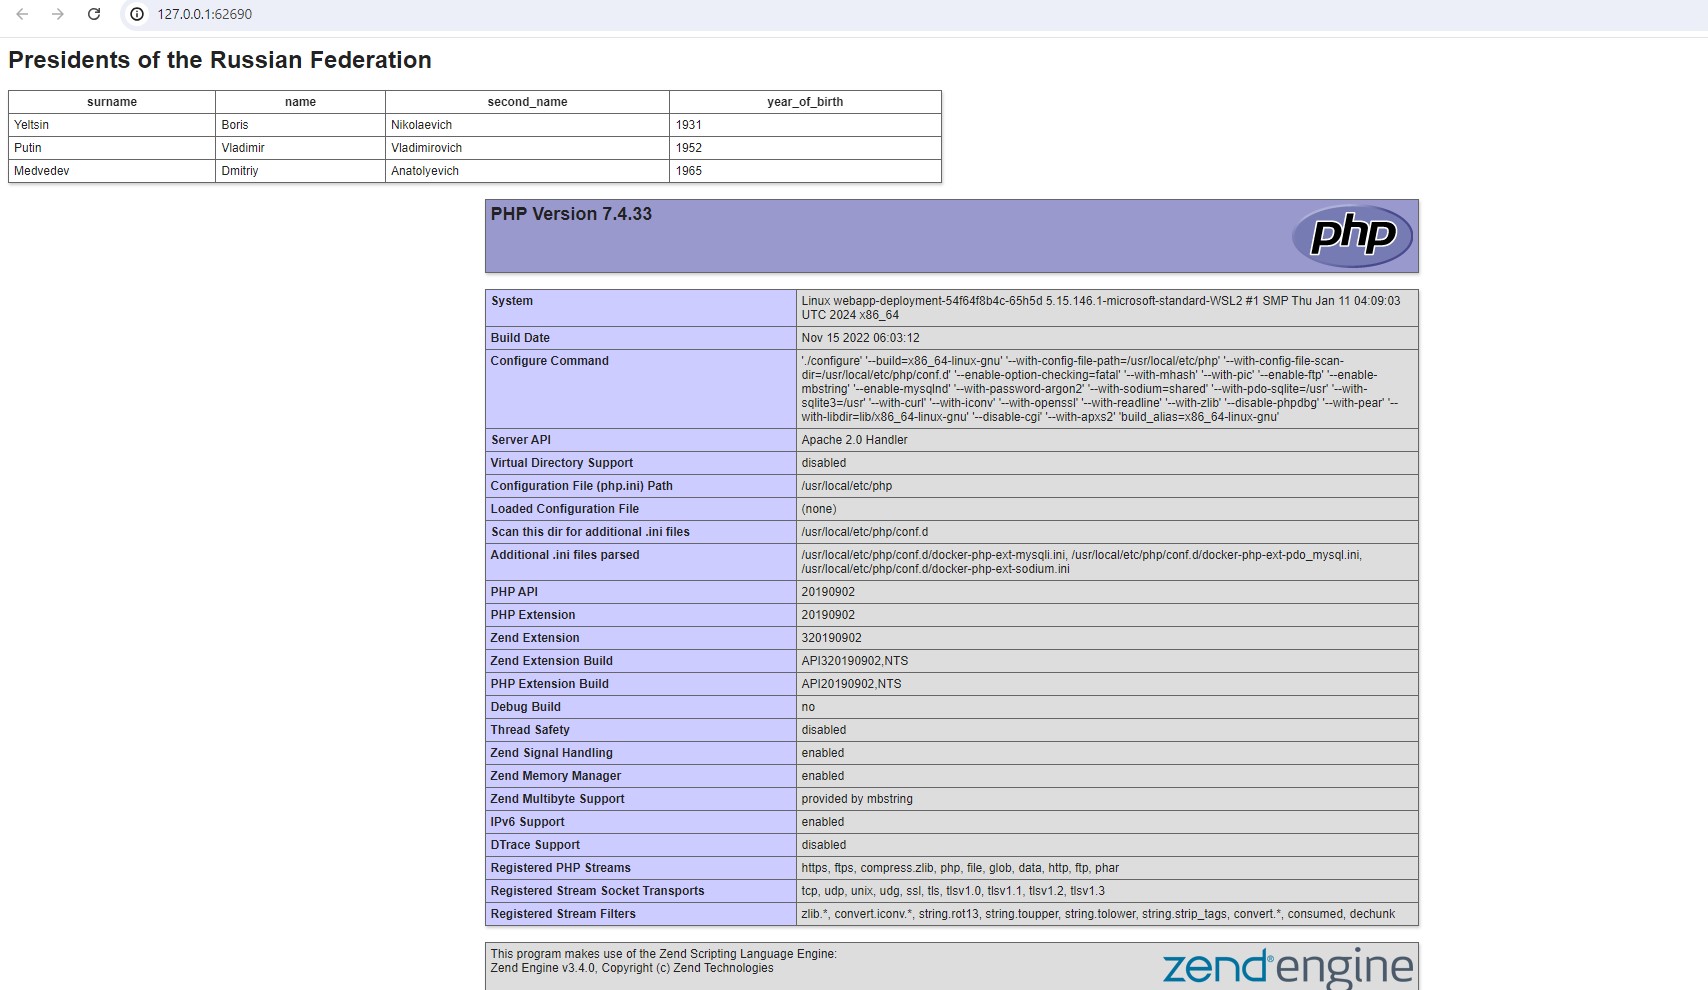 127.0.0.1:62690
Presidents of the Russian Federation
surname name second_name year_of_birth
Yeltsin Boris Nikolaevich 1931
Putin Vladimir Vladimirovich 1952
Medvedev Dmitriy Anatolyevich 1965
PHP Version 7.4.33
php
System Linux webapp-deployment-54f64f8b4c-65h5d 5.15.146.1-microsoft-standard-WSL2 #1 SMP Thu Jan 11 04:09:03
UTC 2024 x86_64
Build Date Nov 15 2022 06:03:12
Configure Command './configure' '--build=x86_64-linux-gnu' '--with-config-file-path=/usr/local/etc/php' '--with-config-file-scan-
dir=/usr/local/etc/php/conf.d' '--enable-option-checking=fatal' '--with-mhash' '--with-pic' '--enable-ftp' '--enable-
mbstring' '--enable-mysqlnd' '--with-password-argon2' '--with-sodium=shared' '--with-pdo-sqlite=/usr' '--with-
sqlite3=/usr' '--with-curl' '--with-iconv' '--with-openssl' '--with-readline' '--with-zlib' '--disable-phpdbg' '--with-pear' '--
with-libdir=lib/x86_64-linux-gnu' '--disable-cgi' '--with-apxs2' 'build_alias=x86_64-linux-gnu'
Server API Apache 2.0 Handler
Virtual Directory Support disabled
Configuration File (php.ini) Path /usr/local/etc/php
Loaded Configuration File (none)
Scan this dir for additional .ini files /usr/local/etc/php/conf.d
Additional .ini files parsed /usr/local/etc/php/conf.d/docker-php-ext-mysqli.ini, /usr/local/etc/php/conf.d/docker-php-ext-pdo_mysql.ini,
/usr/local/etc/php/conf.d/docker-php-ext-sodium.ini
PHP API 20190902
PHP Extension 20190902
Zend Extension 320190902
Zend Extension Build API320190902,NTS
PHP Extension Build API20190902,NTS
Debug Build no
Thread Safety disabled
Zend Signal Handling enabled
Zend Memory Manager enabled
Zend Multibyte Support provided by mbstring
IPv6 Support enabled
DTrace Support disabled
Registered PHP Streams https, ftps, compress.zlib, php, file, glob, data, http, ftp, phar
Registered Stream Socket Transports tcp, udp, unix, udg, ssl, tls, tlsv1.0, tlsv1.1, tlsv1.2, tlsv1.3
Registered Stream Filters zlib.*, convert.iconv.*, string.rot13, string.toupper, string.tolower, string.strip_tags, convert.*, consumed, dechunk
This program makes use of the Zend Scripting Language Engine:
Zend Engine v3.4.0, Copyright (c) Zend Technologies
zend® engine